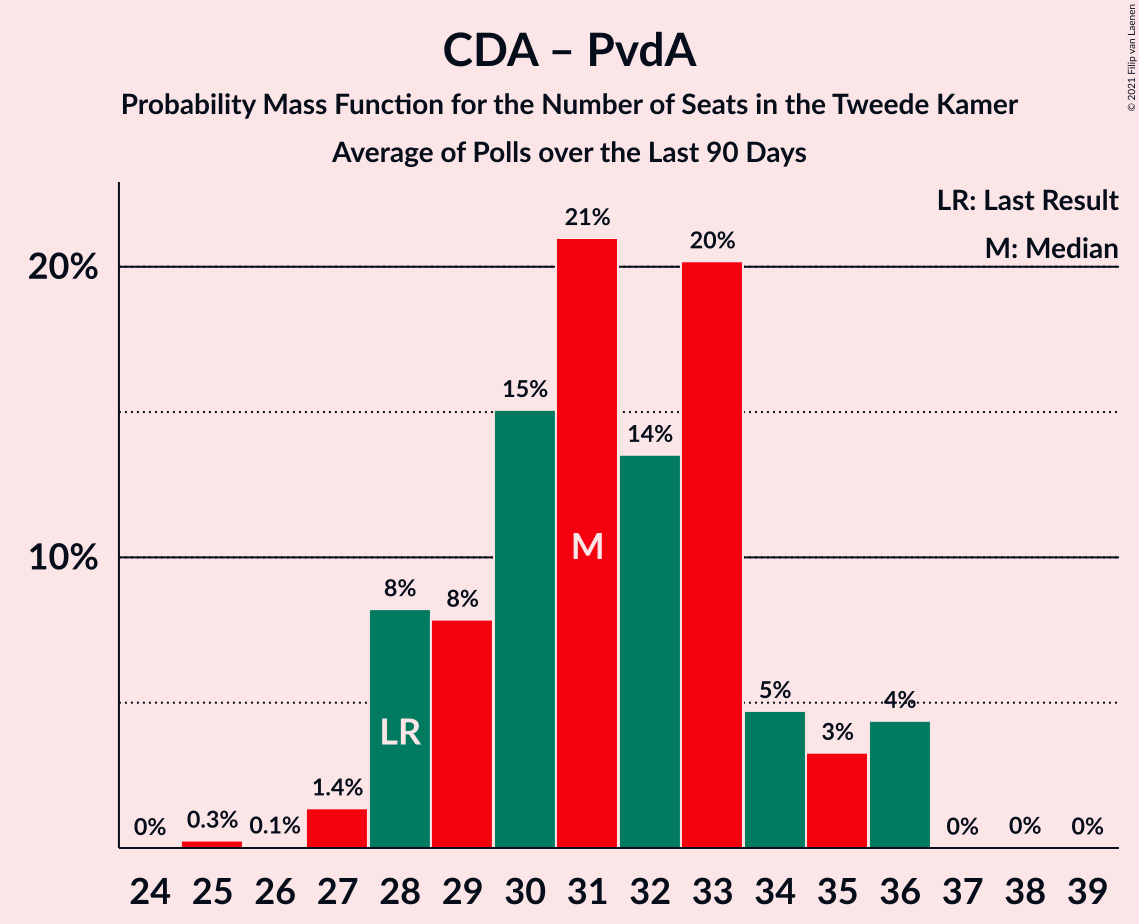 CDA – PvdA
Probability Mass Function for the Number of Seats in the Tweede Kamer
Average of Polls over the Last 90 Days
© 2021 Filip van Laenen
LR: Last Result
M: Median
20%
10%
0%
0.3%
0.1%
1.4%
8%
8%
15%
21%
14%
20%
5%
3%
4%
0%
0%
0%
LR
M
24 25 26 27 28 29 30 31 32 33 34 35 36 37 38 39